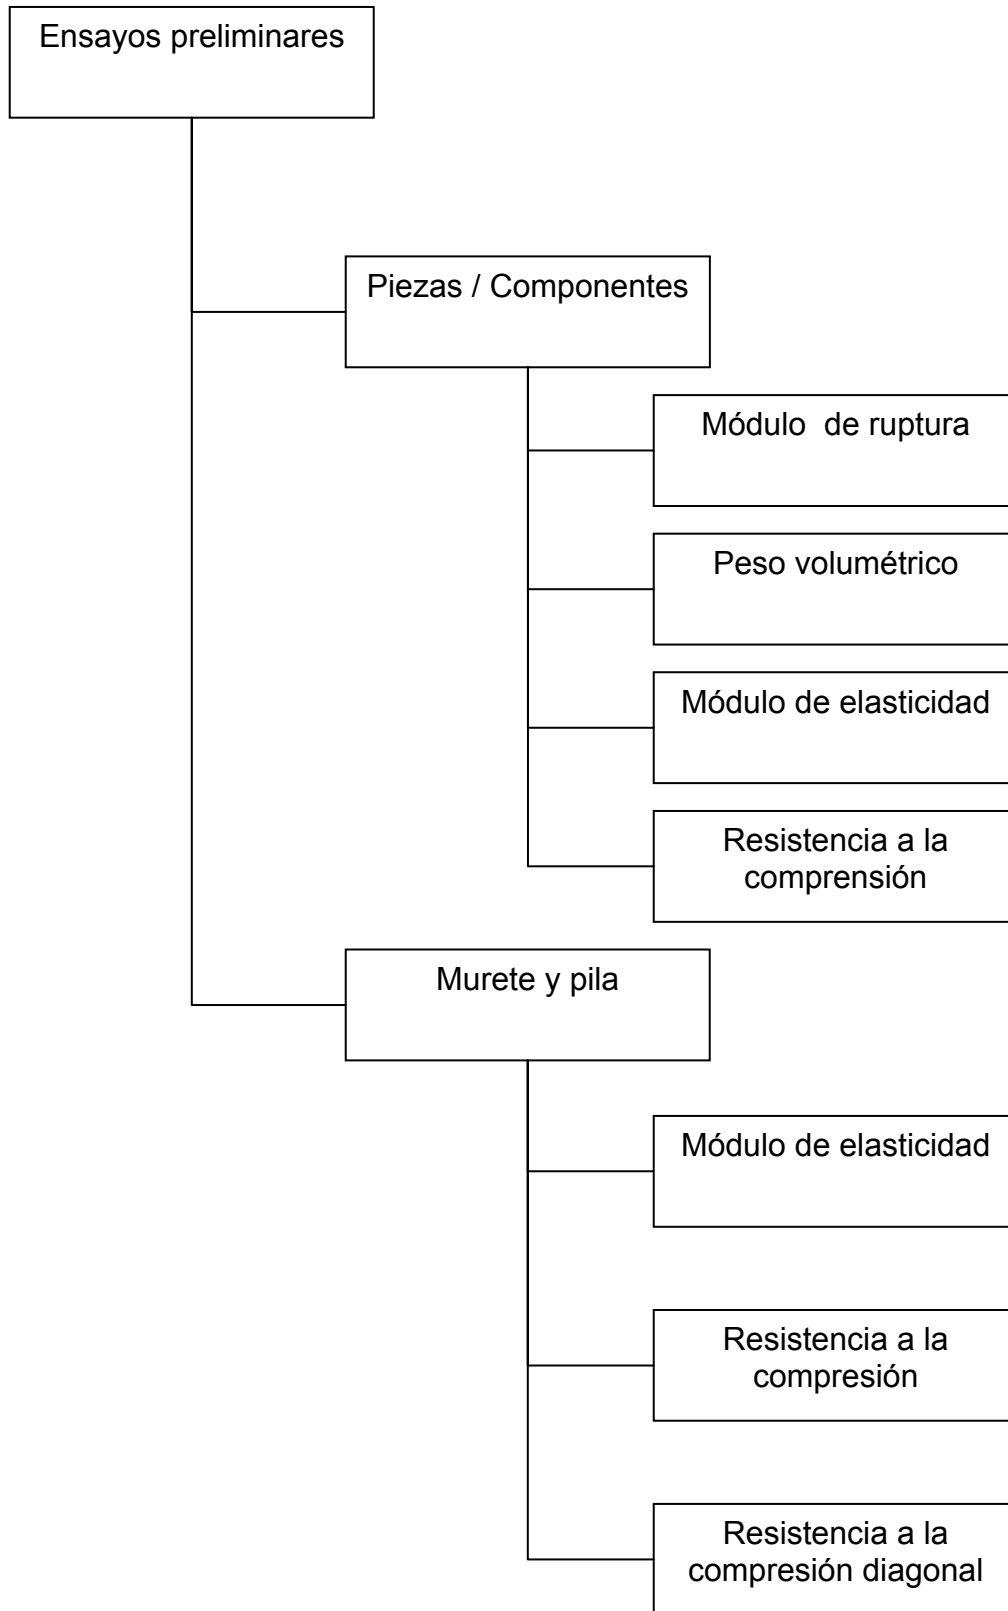 Ensayos preliminares
Piezas / Componentes
Módulo  de ruptura
Peso volumétrico
Módulo de elasticidad
Resistencia a la
comprensión
Murete y pila
Módulo de elasticidad
Resistencia a la
compresión
Resistencia a la
compresión diagonal